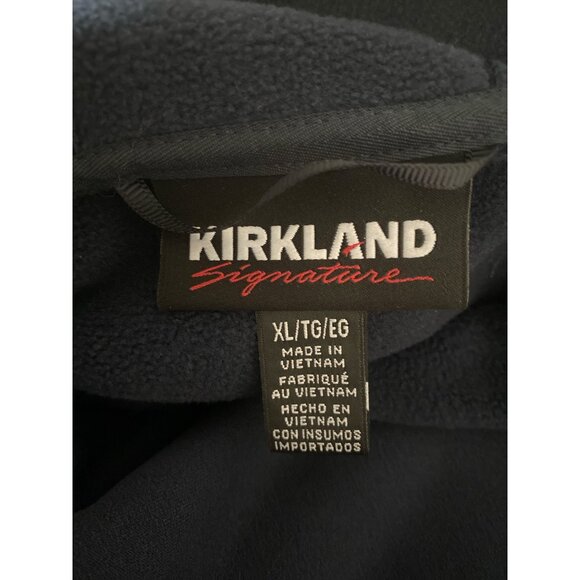 KIRKLAND
Signature
XL/TG/EG
MADE IN
VIETNAM
FABRIQUÉ
AU VIETNAM
HECHO EN
VIETNAM
CON INSUMOS
IMPORTADOS